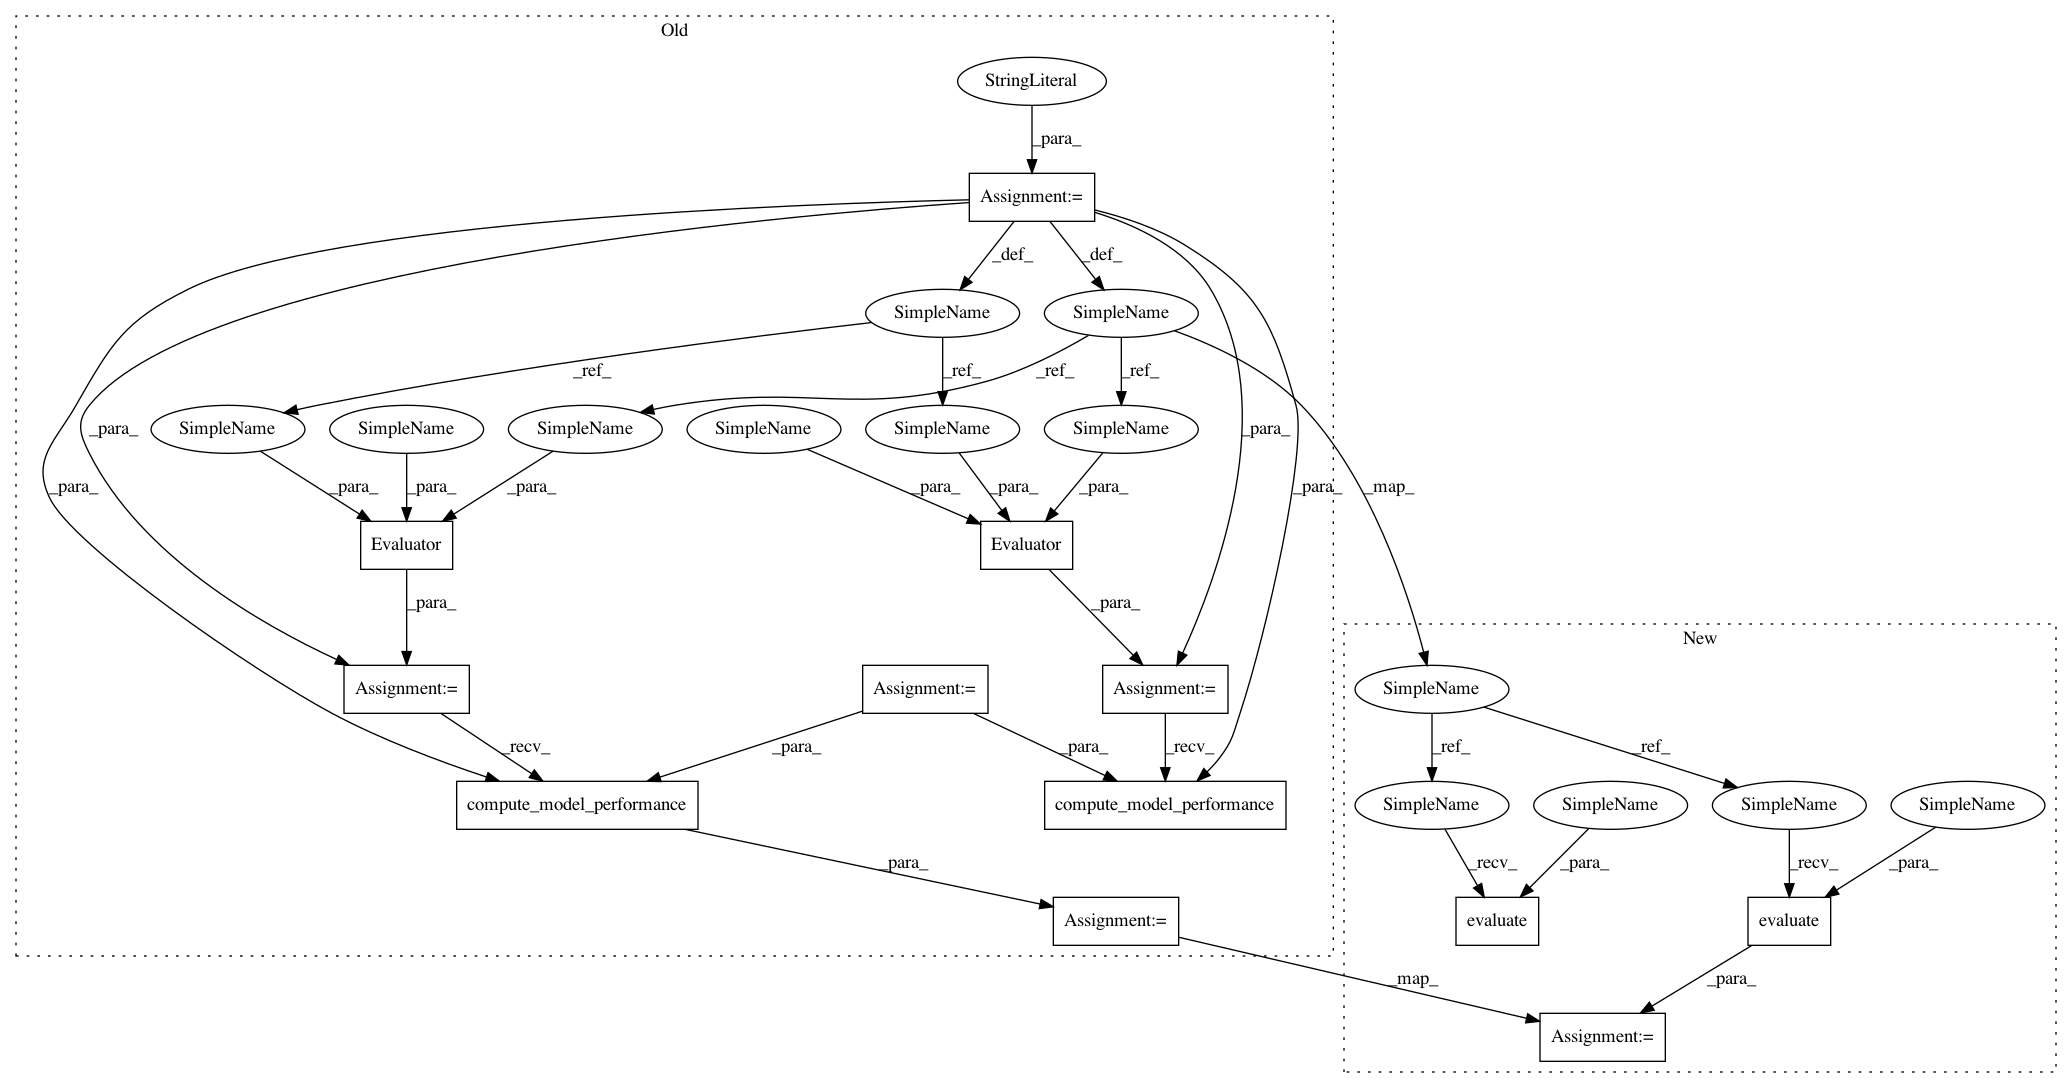 Old
StringLiteral
_para_
Assignment:=
_def_
_def_
SimpleName
SimpleName
_ref_
_ref_
_ref_
_ref_
_para_
SimpleName
SimpleName
SimpleName
SimpleName
SimpleName
SimpleName
_para_
_para_
_para_
_para_
_para_
_para_
_para_
_para_
_para_
_map_
Evaluator
Evaluator
_para_
_para_
New
Assignment:=
Assignment:=
Assignment:=
SimpleName
_recv_
_para_
_para_
_recv_
_ref_
_ref_
compute_model_performance
compute_model_performance
SimpleName
SimpleName
SimpleName
SimpleName
_para_
_recv_
_para_
_recv_
_para_
Assignment:=
evaluate
evaluate
_map_
_para_
Assignment:=